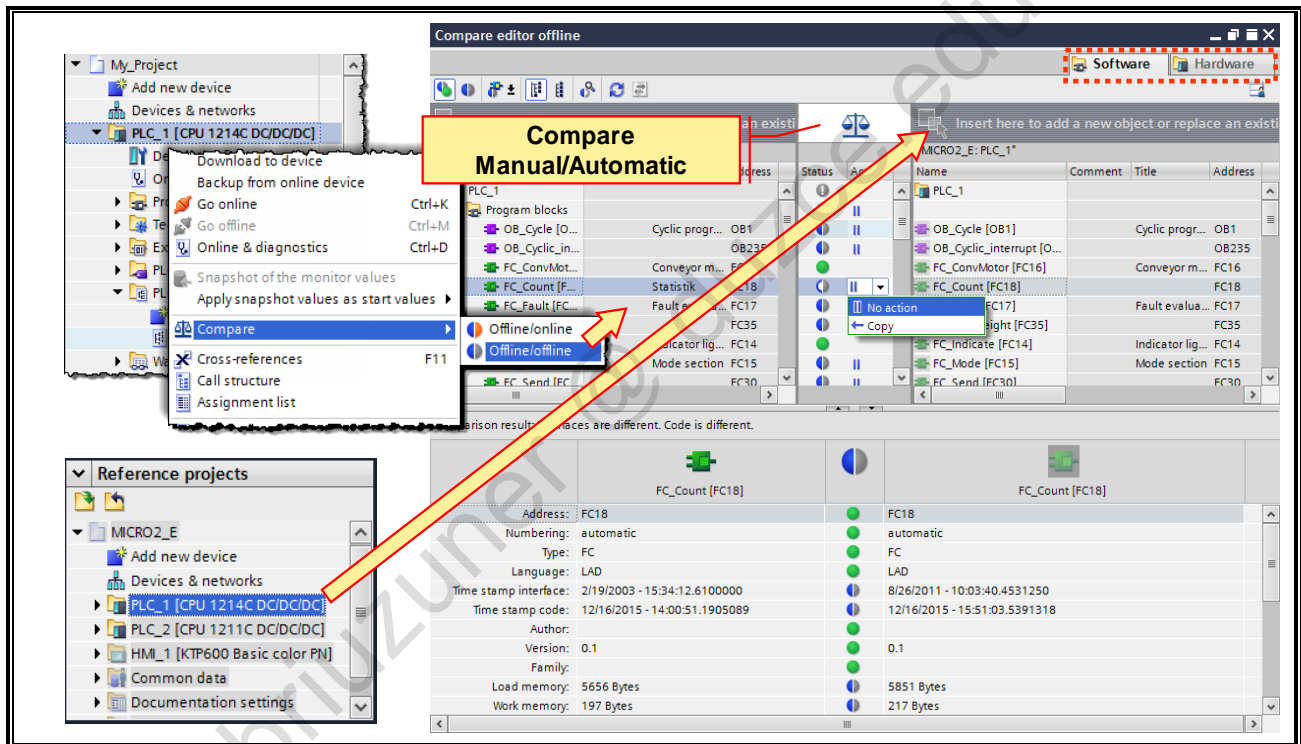 My_Project
Add new device
Devices & networks
PLC_1 [CPU 1214C DC/DC/DC]
Download to device
Backup from online device
Go online Ctrl+K
Go offline Ctrl+M
Online & diagnostics Ctrl+D
Snapshot of the monitor values
Apply snapshot values as start values
Compare
Cross-references F11
Call structure
Assignment list
Offline/online
Offline/offline
Compare editor offline
Software Hardware
Compare
Manual/Automatic
an existi
Insert here to add a new object or replace an existi
MICRO2_E: PLC_1*
Status Name Comment Title Address
PLC_1 PLC_1
Program blocks
OB_Cycle [O... Cyclic progr... OB1 OB_Cycle [OB1] Cyclic progr... OB1
OB_Cyclic_in... OB235 OB_Cyclic_interrupt [O... OB235
FC_ConvMot... Conveyor m... FC_ConvMotor [FC16] Conveyor m... FC16
FC_Count [F... Statistik FC_Count [FC18] FC18
FC_Fault [FC... Fault FC17 [FC17] Fault evalua... FC17
FC35 [FC35] FC35
FC14 FC_Indicate [FC14] Indicator lig... FC14
Mode section FC15 FC_Mode [FC15] Mode section FC15
FC_Send [FC... FC30 FC_Send [FC30] FC30
No action
Copy
are different. Code is different.
FC_Count [FC18] FC_Count [FC18]
Address: FC18 FC18
Numbering: automatic automatic
Type: FC FC
Language: LAD LAD
Time stamp interface: 2/19/2003 - 15:34:12.6100000 8/26/2011 - 10:03:40.4531250
Time stamp code: 12/16/2015 - 14:00:51.1905089 12/16/2015 - 15:51:03.5391318
Author:
Version: 0.1 0.1
Family:
Load memory: 5656 Bytes 5851 Bytes
Work memory: 197 Bytes 217 Bytes
Reference projects
MICRO2_E
Add new device
Devices & networks
PLC_1 [CPU 1214C DC/DC/DC]
PLC_2 [CPU 1211C DC/DC/DC]
HMI_1 [KTP600 Basic color PN]
Common data
Documentation settings